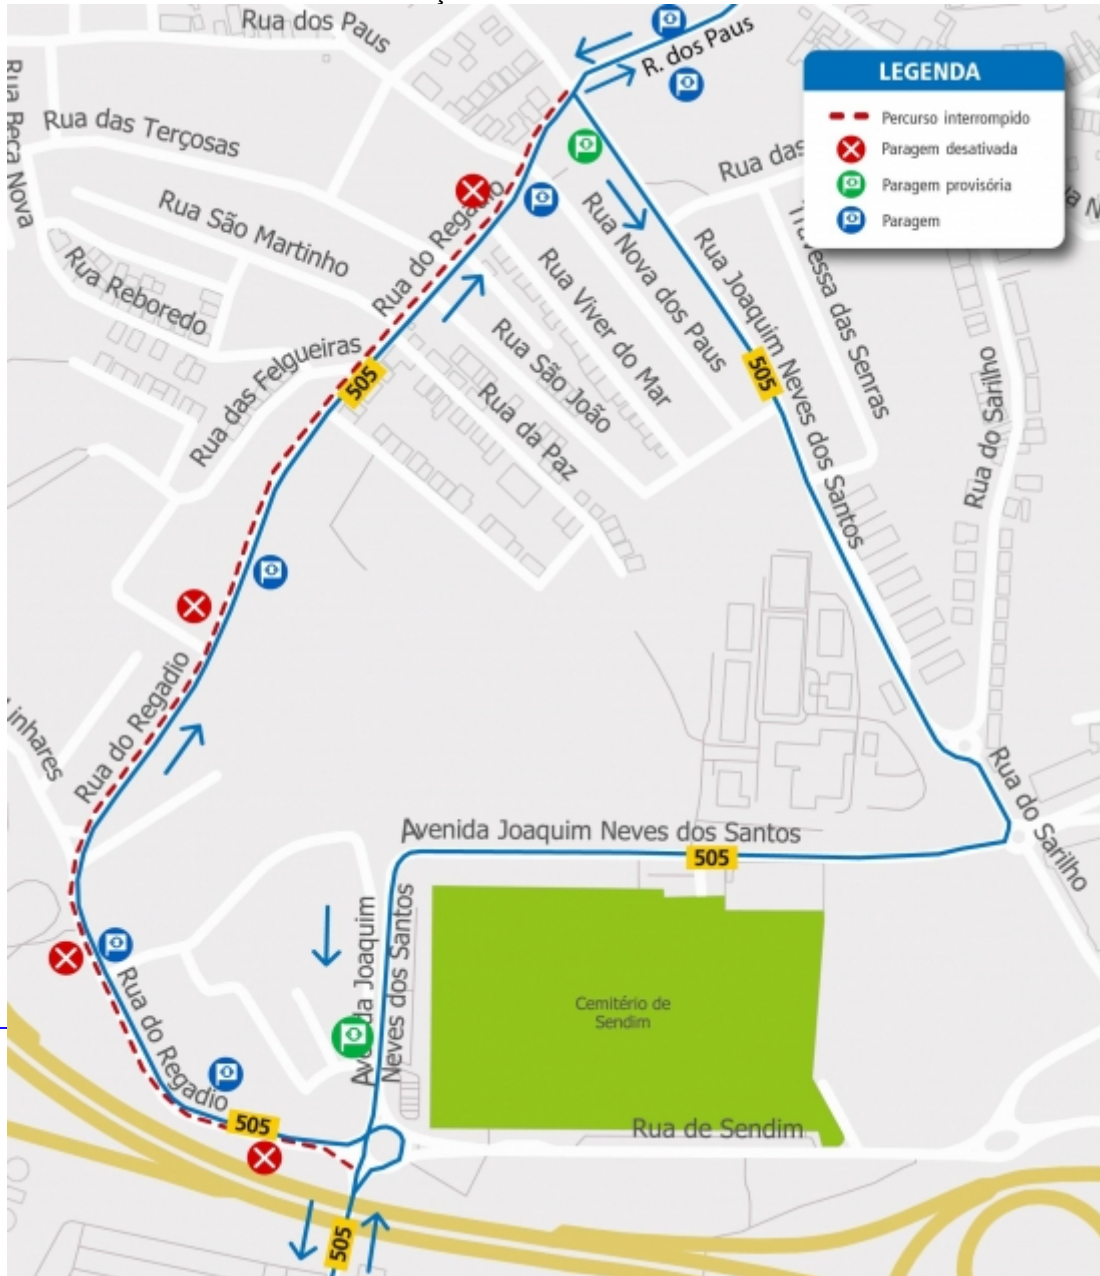 Rua dos Paus
R. dos Paus
LEGENDA
Percurso interrompido
Paragem desativada
Paragem provisória
Paragem
Rua Beca Nova
Rua das Terçosas
Rua das
Rua São Martinho
Rua do Regadio
Rua Nova dos Paus
Rua Joaquim Neves dos Santos
Travessa das Senras
Rua Reboredo
Rua Viver do Mar
Rua das Felgueiras
Rua São João
505
505
Rua da Paz
Rua do Sarilho
Rua do Regadio
Linhares
Rua do Sarilho
Avenida Joaquim Neves dos Santos
505
Avenida Joaquim
Neves dos Santos
Rua do Regadio
Cemitério de
Sendim
505
Rua de Sendim
505